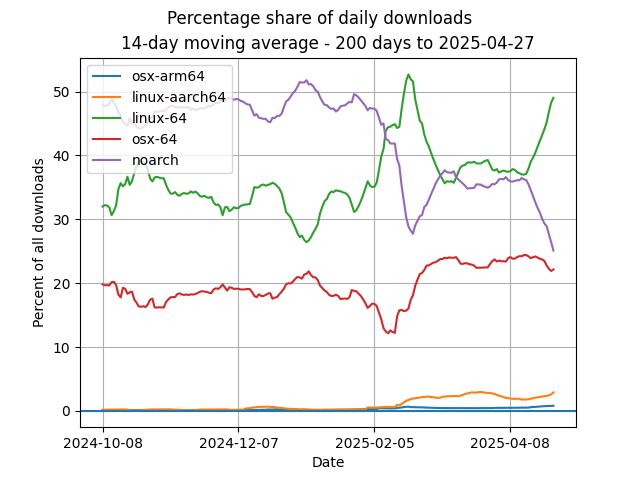 Percentage share of daily downloads
14-day moving average - 200 days to 2025-04-27
osx-arm64
linux-aarch64
linux-64
osx-64
noarch
Percent of all downloads
50
40
30
20
10
0
2024-10-08
2024-12-07
2025-02-05
2025-04-08
Date